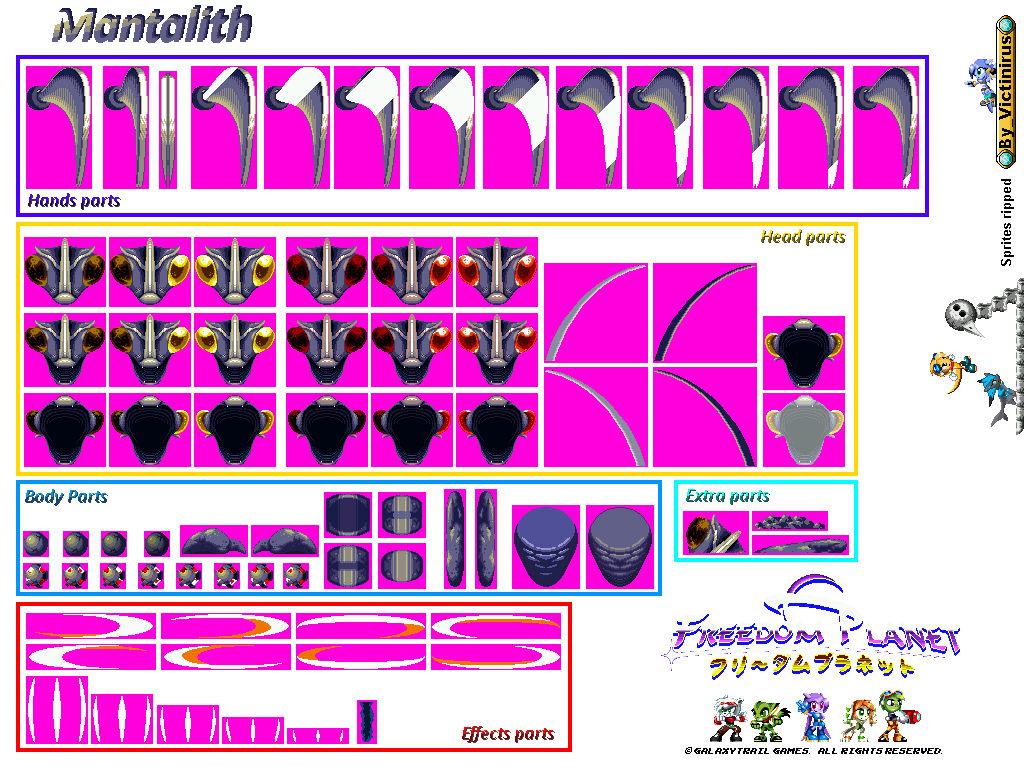 Mantalith
By_Victinirus
Sprites ripped
Hands parts
Head parts
Body Parts
Extra parts
Effects parts
FREEDOM PLANET
フリーダムプラネット
©GALAXYTRAIL GAMES. ALL RIGHTS RESERVED.